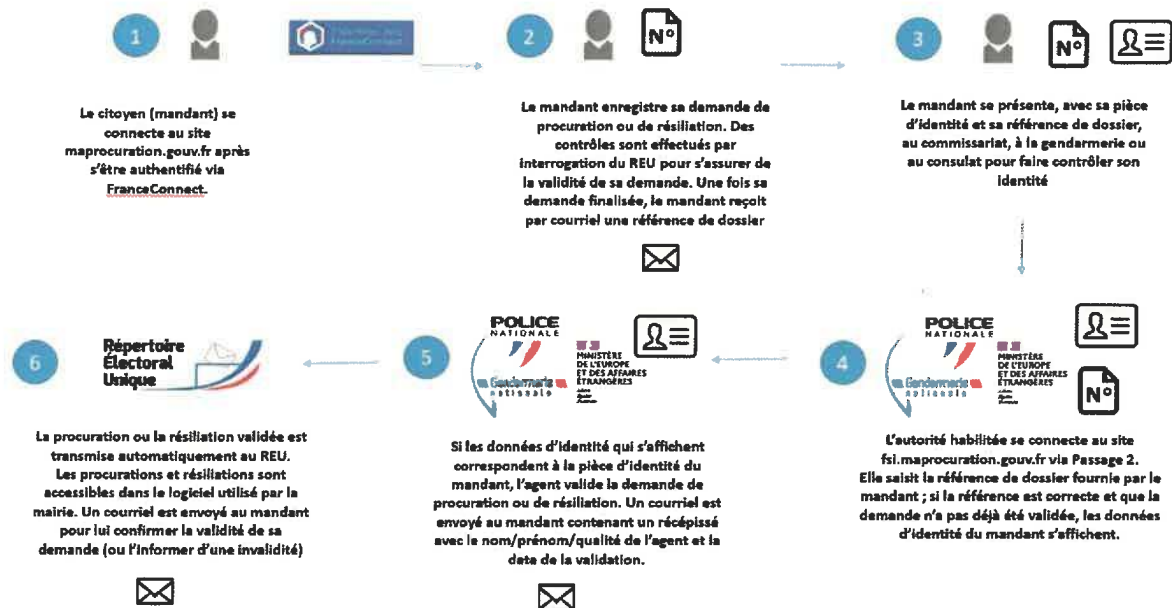 1
2
N°
3
N°
Le citoyen (mandant) se
connecte au site
maprocuration.gouv.fr après
s'être authentifié via
FranceConnect.
Le mandant enregistre sa demande de
procuration ou de résiliation. Des
contrôles sont effectués par
interrogation du REU pour s'assurer de
la validité de sa demande. Une fois sa
demande finalisée, le mandant reçoit
par courriel une référence de dossier
Le mandant se présente, avec sa pièce
d'identité et sa référence de dossier,
au commissariat, à la gendarmerie ou
au consulat pour faire contrôler son
identité
4
POLICE
NATIONALE
Gendarmerie
nationale
MINISTÈRE
DE L'EUROPE
ET DES AFFAIRES
ÉTRANGÈRES
N°
L'autorité habilitée se connecte au site
fsi.maprocuration.gouv.fr via Passage 2.
Elle saisit la référence de dossier fournie par le
mandant ; si la référence est correcte et que la
demande n'a pas déjà été validée, les données
d'identité du mandant s'affichent.
5
POLICE
NATIONALE
Gendarmerie
nationale
MINISTÈRE
DE L'EUROPE
ET DES AFFAIRES
ÉTRANGÈRES
Si les données d'identité qui s'affichent
correspondent à la pièce d'identité du
mandant, l'agent valide la demande de
procuration ou de résiliation. Un courriel est
envoyé au mandant contenant un récépissé
avec le nom/prénom/qualité de l'agent et la
date de la validation.
6
Répertoire
Électoral
Unique
La procuration ou la résiliation validée est
transmise automatiquement au REU.
Les procurations et résiliations sont
accessibles dans le logiciel utilisé par la
mairie. Un courriel est envoyé au mandant
pour lui confirmer la validité de sa
demande (ou l'informer d'une invalidité)